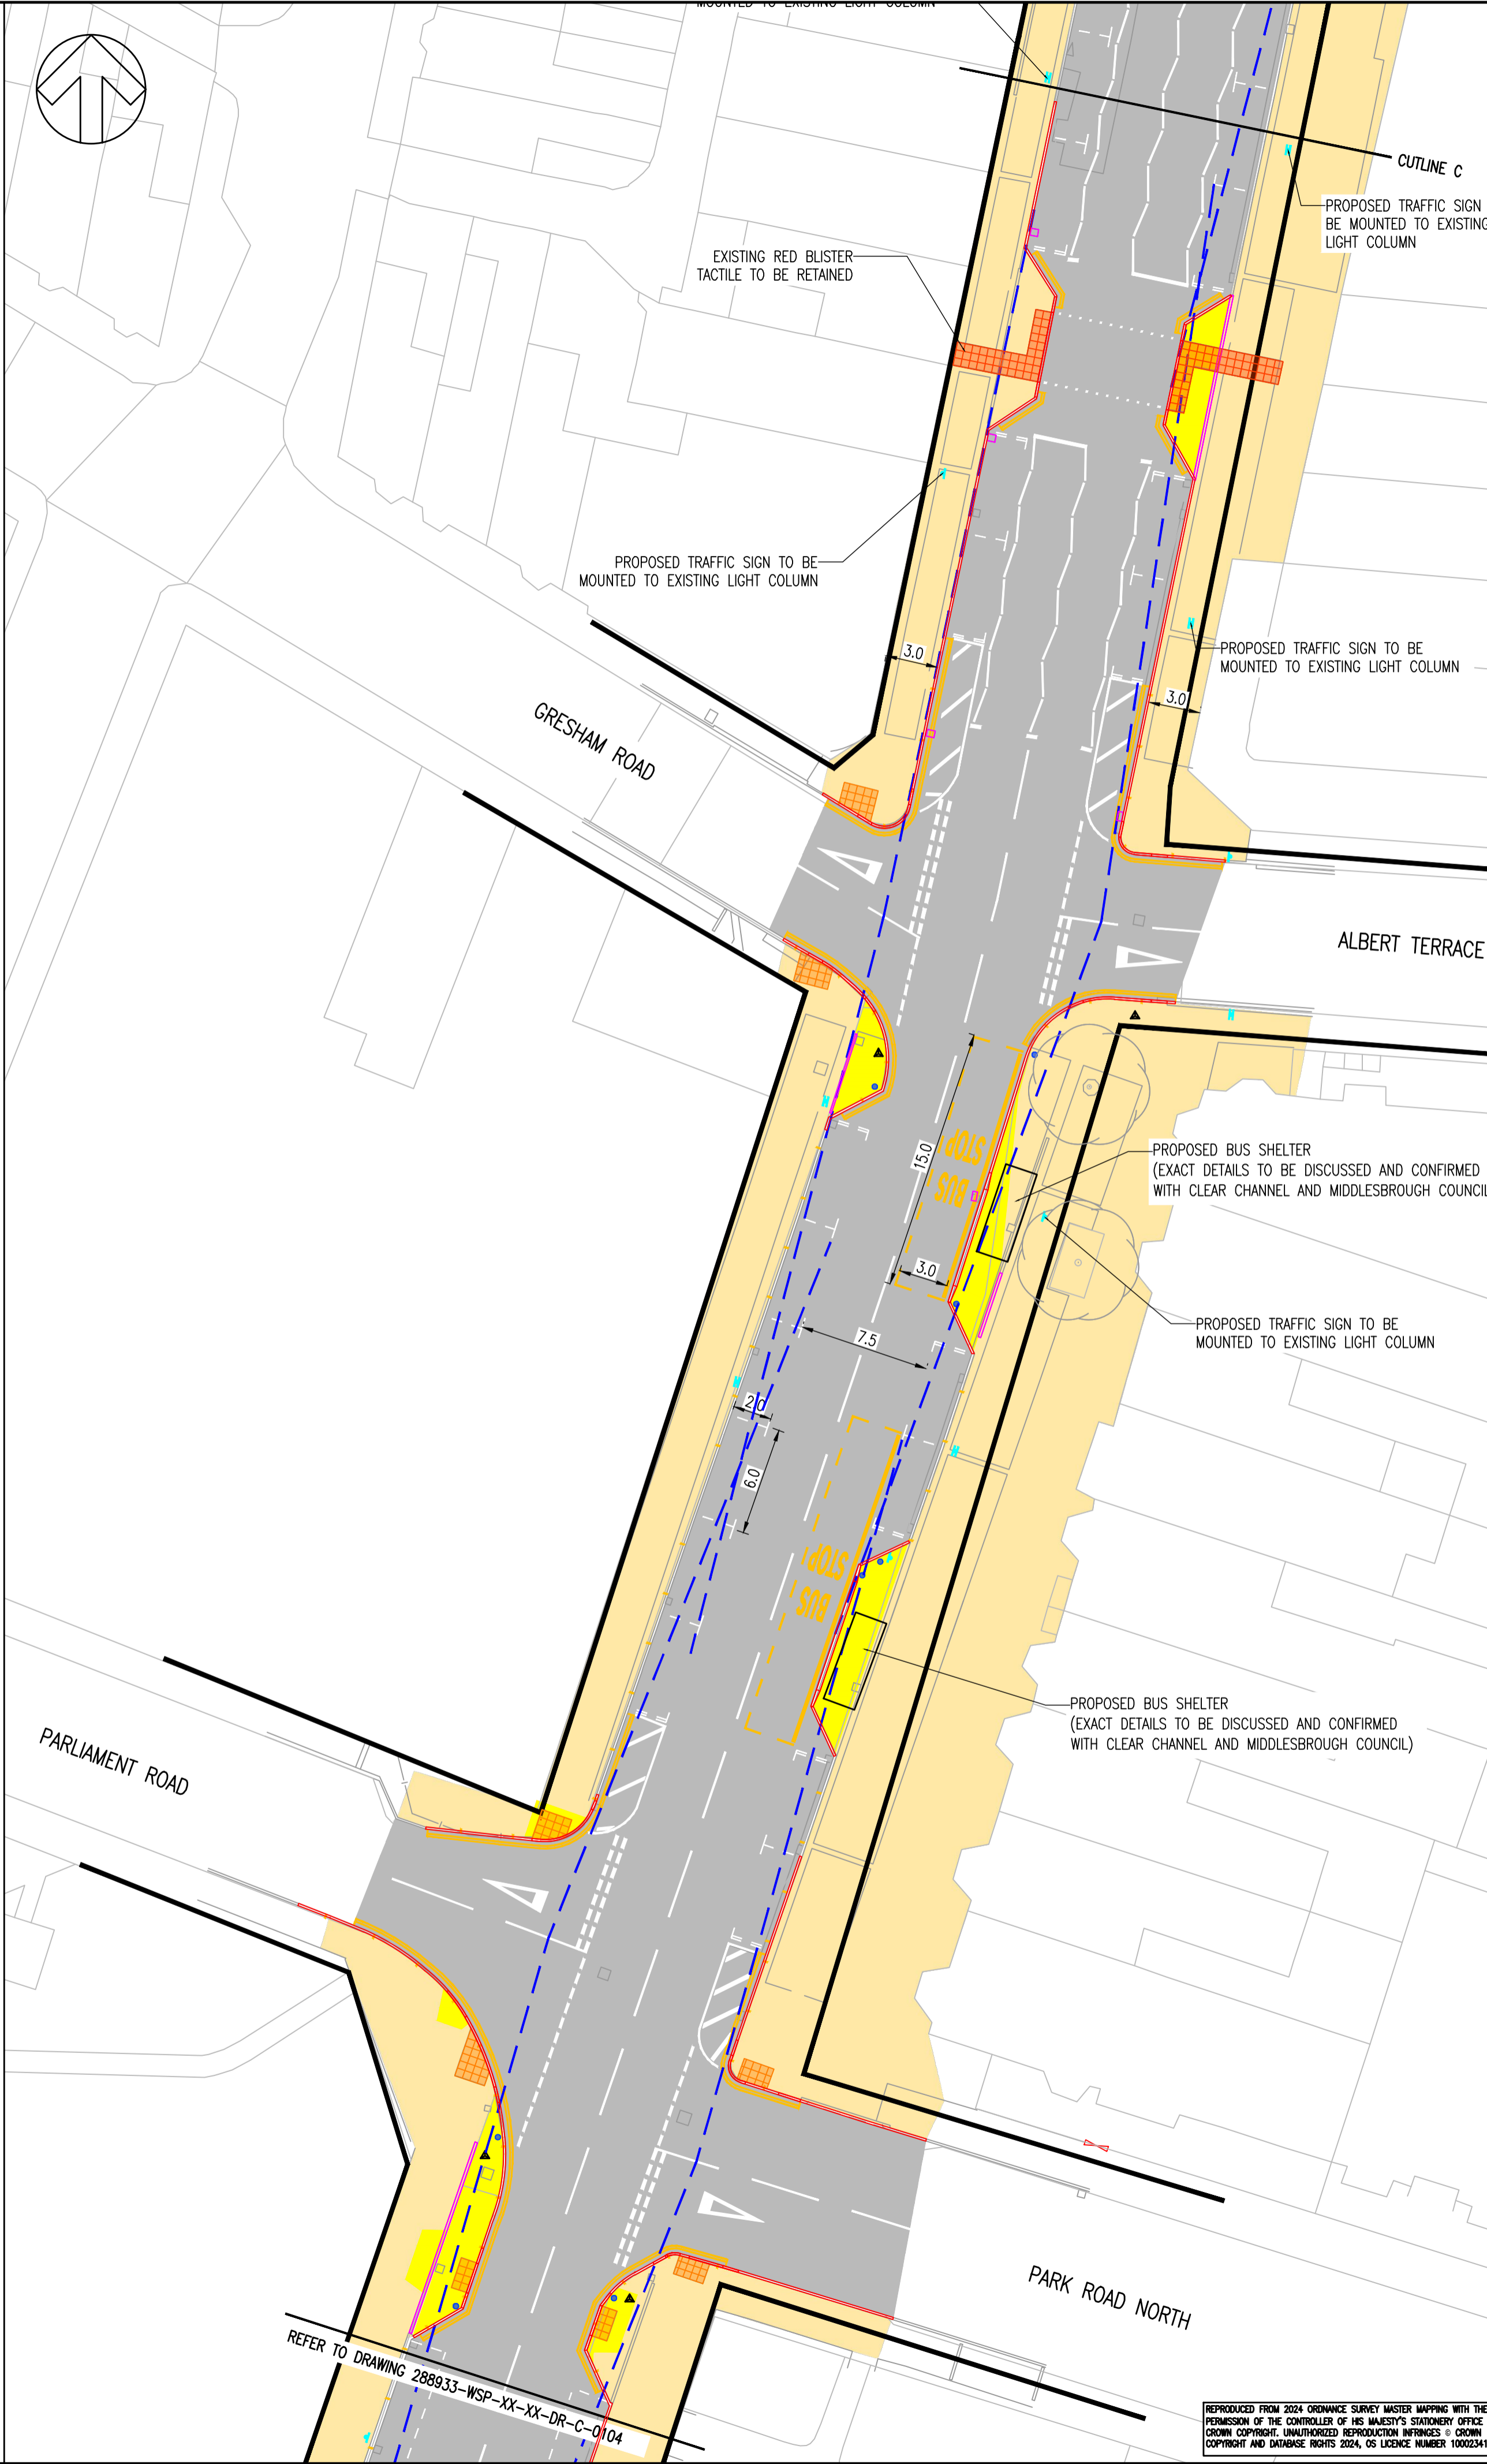 MOUNTED TO EXISTING LIGHT COLUMN
CUTLINE C
PROPOSED TRAFFIC SIGN
BE MOUNTED TO EXISTING
LIGHT COLUMN
EXISTING RED BLISTER
TACTILE TO BE RETAINED
PROPOSED TRAFFIC SIGN TO BE
MOUNTED TO EXISTING LIGHT COLUMN
3.0
PROPOSED TRAFFIC SIGN TO BE
MOUNTED TO EXISTING LIGHT COLUMN
3.0
GRESHAM ROAD
ALBERT TERRACE
15.0
BUS
STOP
PROPOSED BUS SHELTER
(EXACT DETAILS TO BE DISCUSSED AND CONFIRMED
WITH CLEAR CHANNEL AND MIDDLESBROUGH COUNCIL
3.0
7.5
PROPOSED TRAFFIC SIGN TO BE
MOUNTED TO EXISTING LIGHT COLUMN
2.0
6.0
BUS
STOP
PROPOSED BUS SHELTER
(EXACT DETAILS TO BE DISCUSSED AND CONFIRMED
WITH CLEAR CHANNEL AND MIDDLESBROUGH COUNCIL)
PARLIAMENT ROAD
PARK ROAD NORTH
REFER TO DRAWING 288933-WSP-XX-XX-DR-C-0104
REPRODUCED FROM 2024 ORDNANCE SURVEY MASTER MAPPING WITH THE
PERMISSION OF THE CONTROLLER OF HIS MAJESTY'S STATIONERY OFFICE
CROWN COPYRIGHT. UNAUTHORIZED REPRODUCTION INFRINGES © CROWN
COPYRIGHT AND DATABASE RIGHTS 2024, OS LICENCE NUMBER 10002341